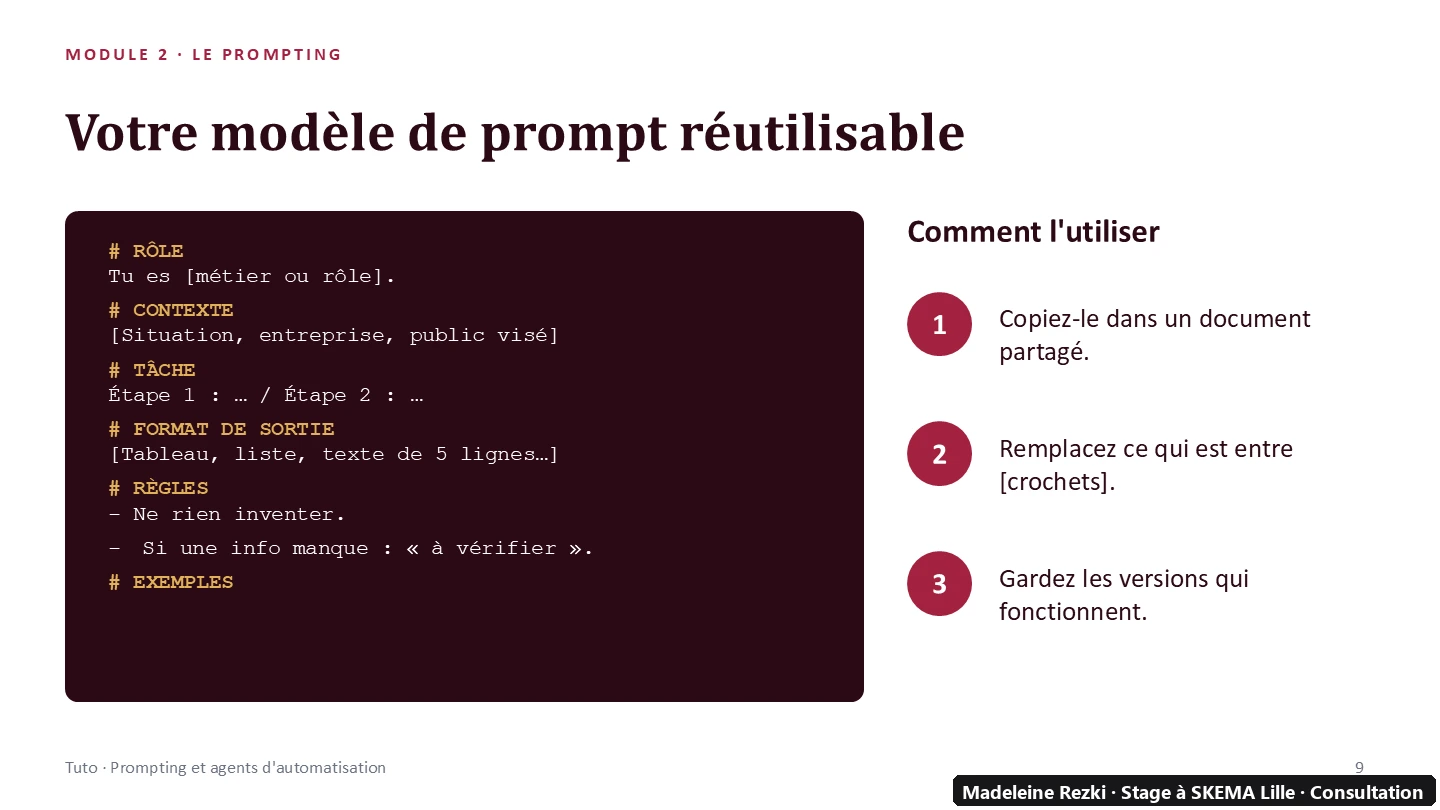 MODULE 2 · LE PROMPTING
Votre modèle de prompt réutilisable
# RÔLE
Tu es [métier ou rôle].
# CONTEXTE
[Situation, entreprise, public visé]
# TÂCHE
Étape 1 : … / Étape 2 : …
# FORMAT DE SORTIE
[Tableau, liste, texte de 5 lignes…]
# RÈGLES
– Ne rien inventer.
– Si une info manque : « à vérifier ».
# EXEMPLES
Comment l'utiliser
1
Copiez-le dans un document
partagé.
2
Remplacez ce qui est entre
[crochets].
3
Gardez les versions qui
fonctionnent.
Tuto · Prompting et agents d'automatisation
9
Madeleine Rezki · Stage à SKEMA Lille · Consultation